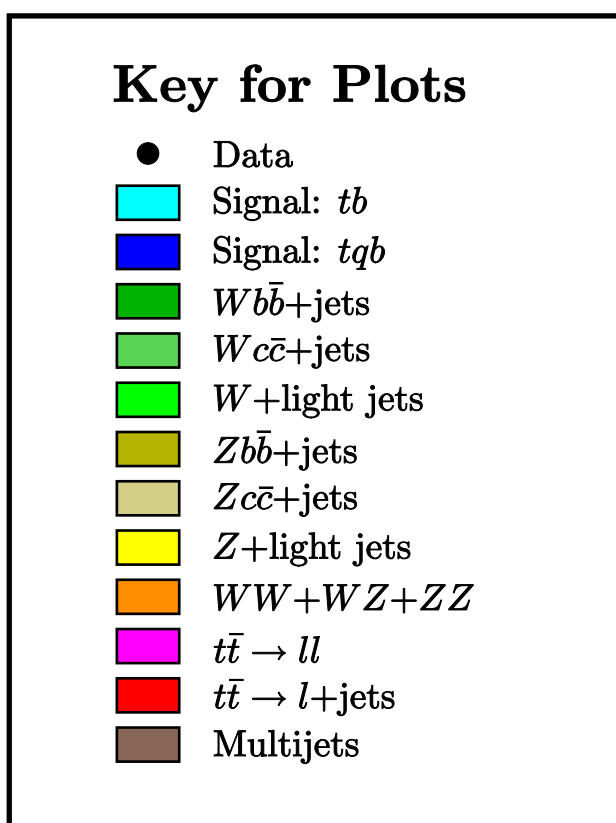 Key for Plots
Data
Signal: tb
Signal: tqb
Wbb̄+jets
Wcc̄+jets
W+light jets
Zbb̄+jets
Zcc̄+jets
Z+light jets
WW+WZ+ZZ
tt̄ → ll
tt̄ → l+jets
Multijets